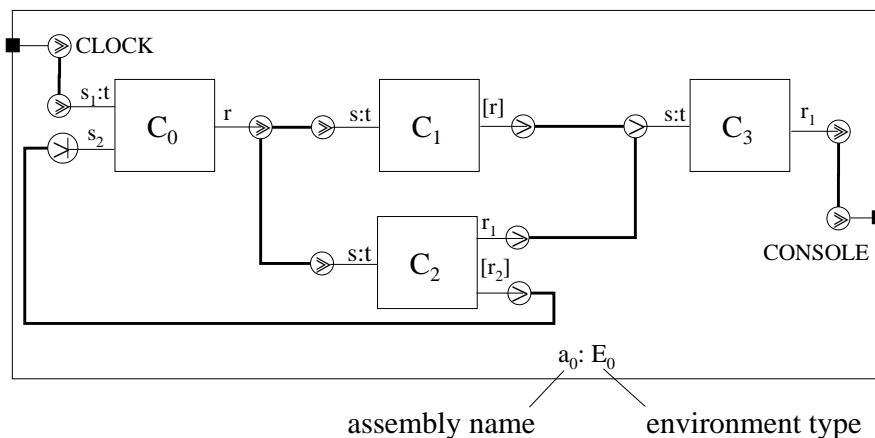 CLOCK
s₁:t
s₂
C₀
r
s:t
C₁
[r]
s:t
C₃
r₁
s:t
C₂
r₁
[r₂]
CONSOLE
a₀: E₀
assembly name
environment type